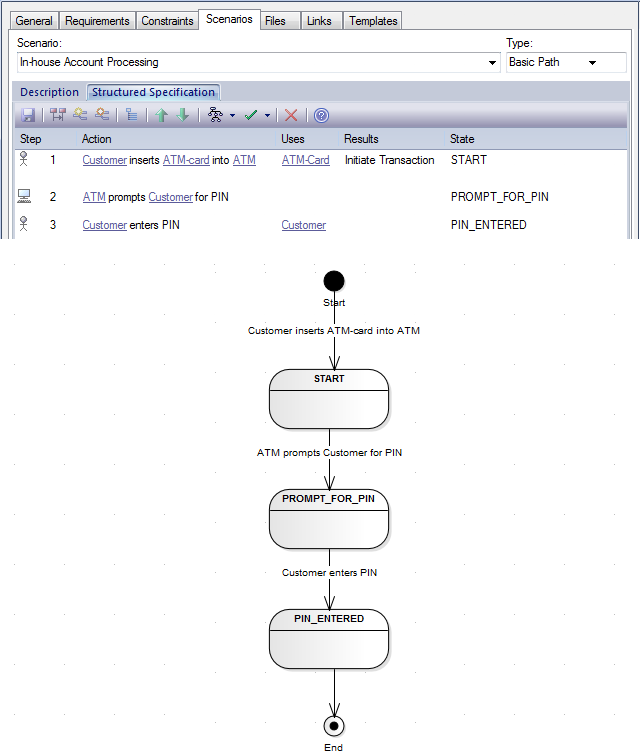 General Requirements Constraints Scenarios Files Links Templates
Scenario: Type:
In-house Account Processing Basic Path
Description Structured Specification
Step Action Uses Results State
1 Customer inserts ATM-card into ATM ATM-Card Initiate Transaction START
2 ATM prompts Customer for PIN PROMPT_FOR_PIN
3 Customer enters PIN Customer PIN_ENTERED
Start
Customer inserts ATM-card into ATM
START
ATM prompts Customer for PIN
PROMPT_FOR_PIN
Customer enters PIN
PIN_ENTERED
End